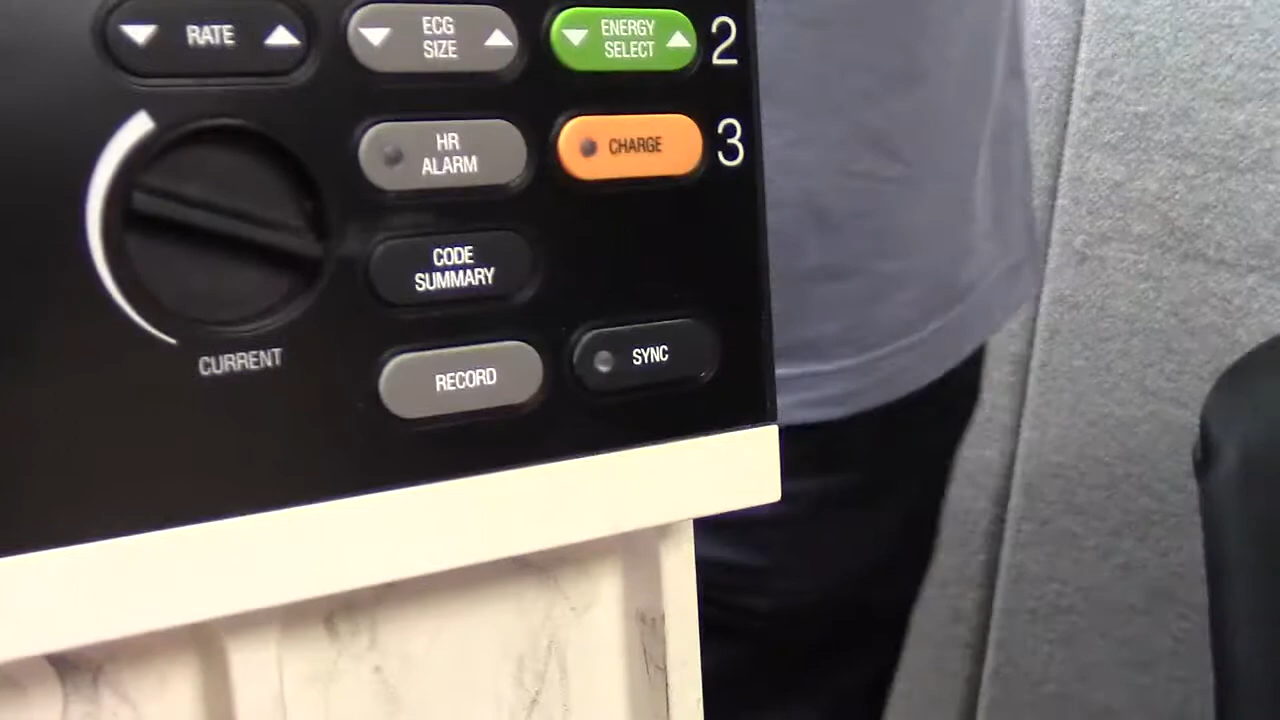 RATE
ECG
SIZE
ENERGY
SELECT
2
HR
ALARM
CHARGE
3
CODE
SUMMARY
CURRENT
RECORD
SYNC